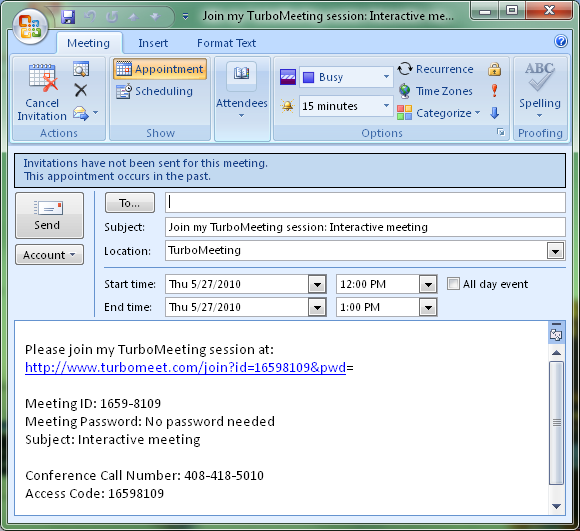 Join my TurboMeeting session: Interactive me...
Meeting Insert Format Text
Cancel Invitation
Actions
Appointment
Scheduling
Show
Attendees
Busy
15 minutes
Recurrence
Time Zones
Categorize
Options
ABC
Spelling
Proofing
Invitations have not been sent for this meeting.
This appointment occurs in the past.
Send
Account
To...
Subject: Join my TurboMeeting session: Interactive meeting
Location: TurboMeeting
Start time: Thu 5/27/2010 12:00 PM All day event
End time: Thu 5/27/2010 1:00 PM
Please join my TurboMeeting session at:
http://www.turbomeet.com/join?id=16598109&pwd=
Meeting ID: 1659-8109
Meeting Password: No password needed
Subject: Interactive meeting
Conference Call Number: 408-418-5010
Access Code: 16598109